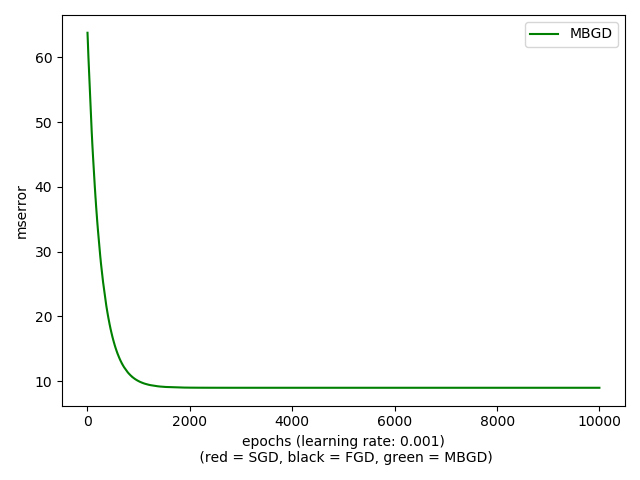 MBGD
60
50
40
30
20
10
mserror
0 2000 4000 6000 8000 10000
epochs (learning rate: 0.001)
(red = SGD, black = FGD, green = MBGD)